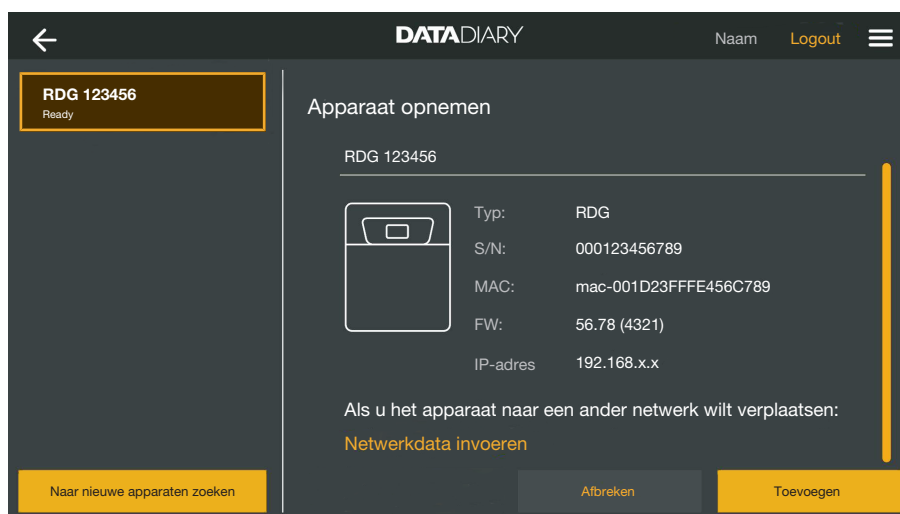 DATADIARY
Naam Logout
RDG 123456
Ready
Apparaat opnemen
RDG 123456
Typ: RDG
S/N: 000123456789
MAC: mac-001D23FFFE456C789
FW: 56.78 (4321)
IP-adres 192.168.x.x
Als u het apparaat naar een ander netwerk wilt verplaatsen:
Netwerkdata invoeren
Naar nieuwe apparaten zoeken
Afbreken
Toevoegen